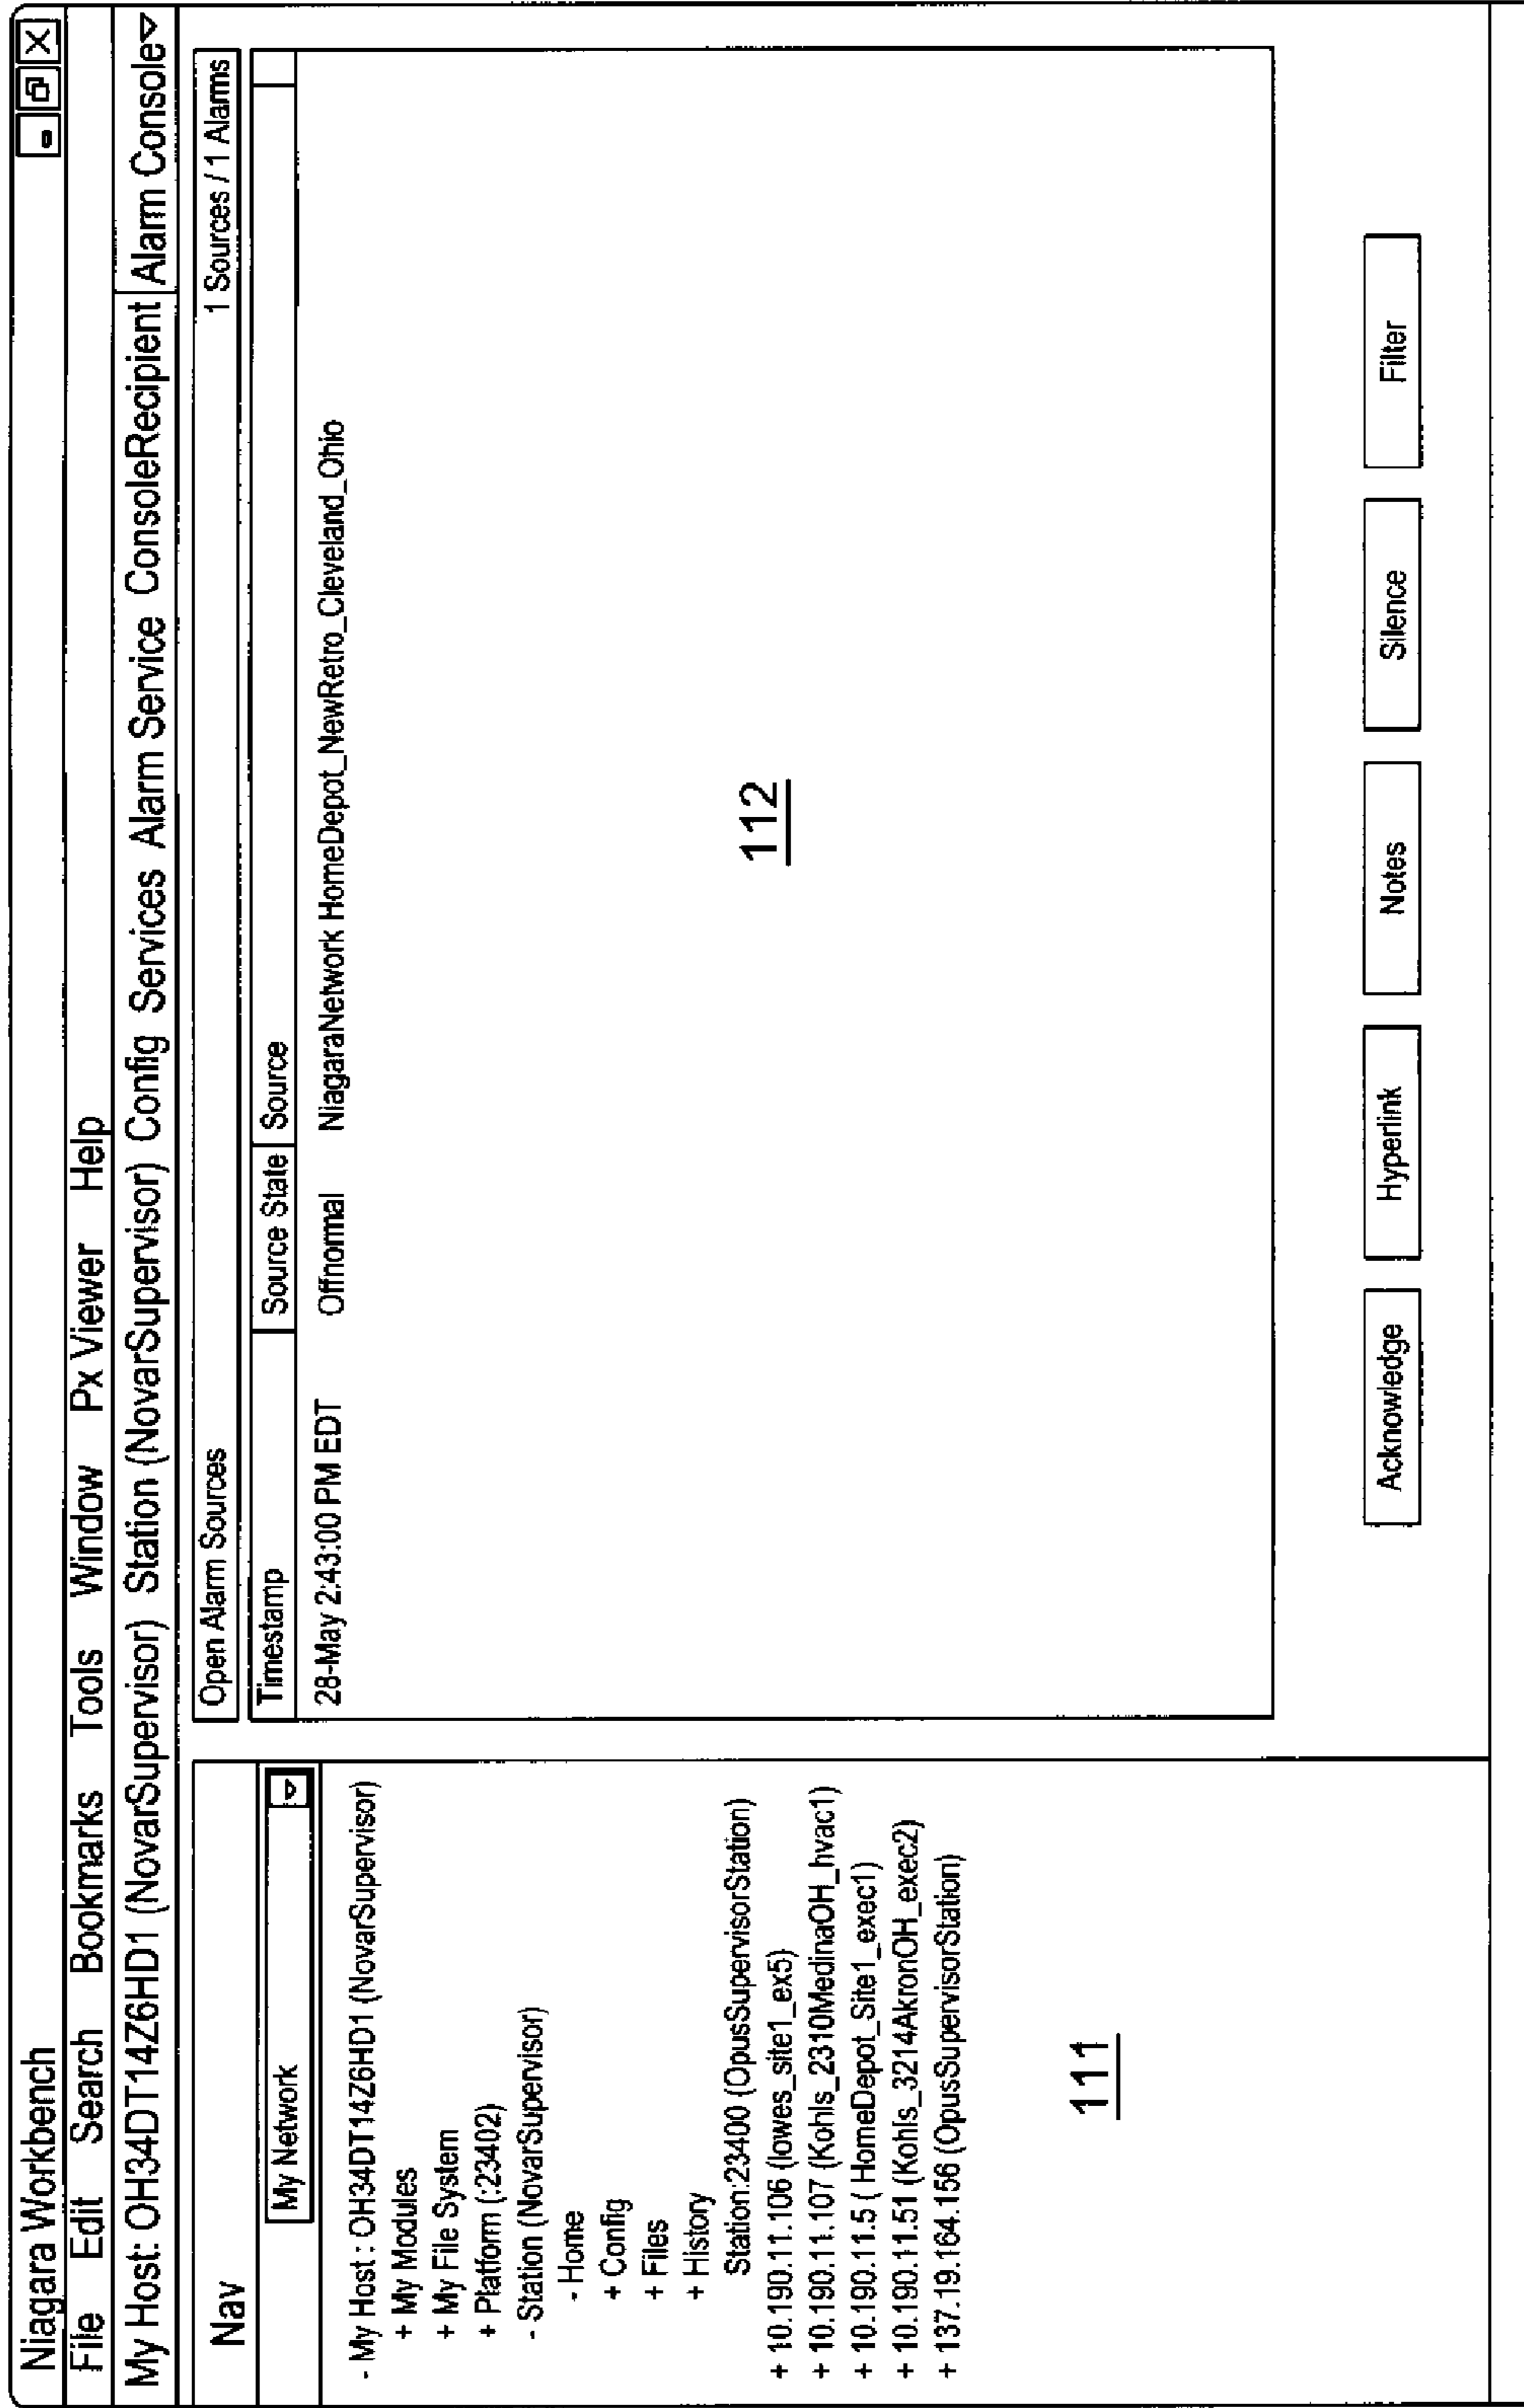 Niagara Workbench
File Edit Search Bookmarks Tools Window Px Viewer Help
My Host: OH34DT14Z6HD1 (NovarSupervisor) Station (NovarSupervisor) Config Services Alarm Service ConsoleRecipient Alarm Console
Nav
My Network
- My Host : OH34DT14Z6HD1 (NovarSupervisor)
+ My Modules
+ My File System
+ Platform (:23402)
- Station (NovarSupervisor)
- Home
+ Config
+ Files
+ History
Station:23400 (OpusSupervisorStation)
+ 10.190.11.106 (lowes_site1_ex5)
+ 10.190.11.107 (Kohls_2310MedinaOH_hvac1)
+ 10.190.11.5 ( HomeDepot_Site1_exec1)
+ 10.190.11.51 (Kohls_3214AkronOH_exec2)
+ 137.19.164.156 (OpusSupervisorStation)
111
Open Alarm Sources 1 Sources / 1 Alarms
Timestamp Source State Source
28-May 2:43:00 PM EDT Offnormal NiagaraNetwork HomeDepot_NewRetro_Cleveland_Ohio
112
Acknowledge Hyperlink Notes Silence Filter